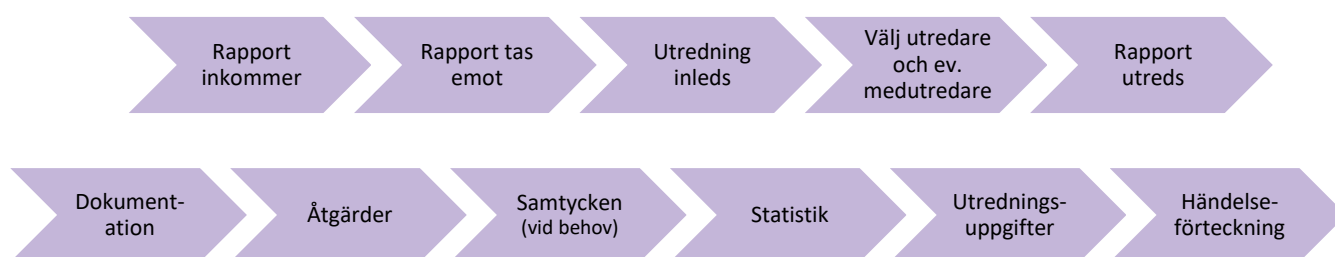 Rapport
inkommer
Rapport tas
emot
Utredning
inleds
Välj utredare
och ev.
medutredare
Rapport
utreds
Dokument-
ation
Åtgärder
Samtycken
(vid behov)
Statistik
Utrednings-
uppgifter
Händelse-
förteckning